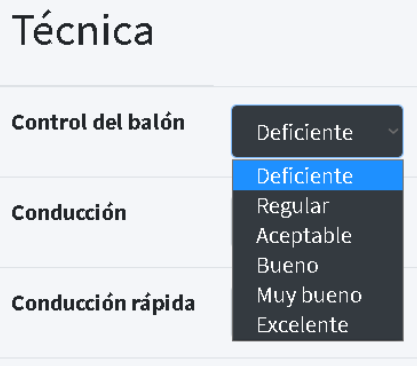 Técnica
Control del balón
Deficiente
Deficiente
Regular
Aceptable
Bueno
Muy bueno
Excelente
Conducción
Conducción rápida